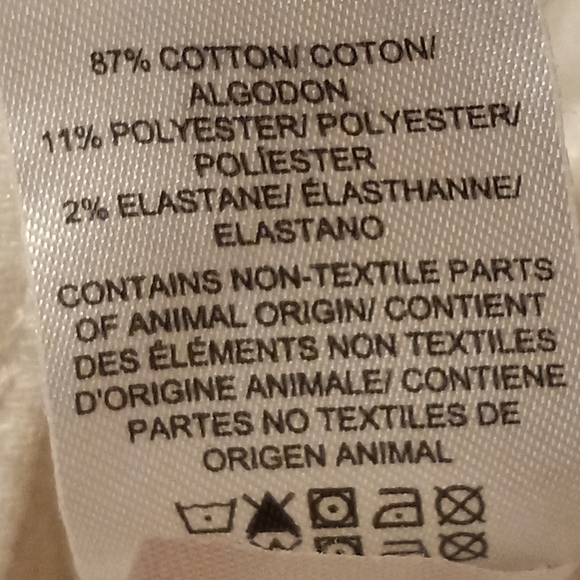 87% COTTON/ COTON/
ALGODON
11% POLYESTER/ POLYESTER/
POLÍESTER
2% ELASTANE/ ÉLASTHANNE/
ELASTANO
CONTAINS NON-TEXTILE PARTS
OF ANIMAL ORIGIN/ CONTIENT
DES ÉLÉMENTS NON TEXTILES
D'ORIGINE ANIMALE/ CONTIENE
PARTES NO TEXTILES DE
ORIGEN ANIMAL